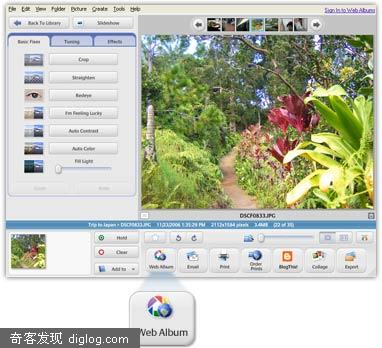 File Edit View Folder Picture Create Tools Help
Sign In to Web Albums
Back To Library
Slideshow
Basic Fixes Tuning Effects
Crop
Straighten
Redeye
I'm Feeling Lucky
Auto Contrast
Auto Color
Fill Light
Undo Redo
DSCF0833.JPG
Trip to Japan > DSCF0833.JPG 11/23/2006 1:35:29 PM 2112x1584 pixels 3.4MB (22 of 35)
Hold
Clear
Add to
Web Album Email Print Order Prints BlogThis! Collage Export
Web Album
奇客发现 diglog.com